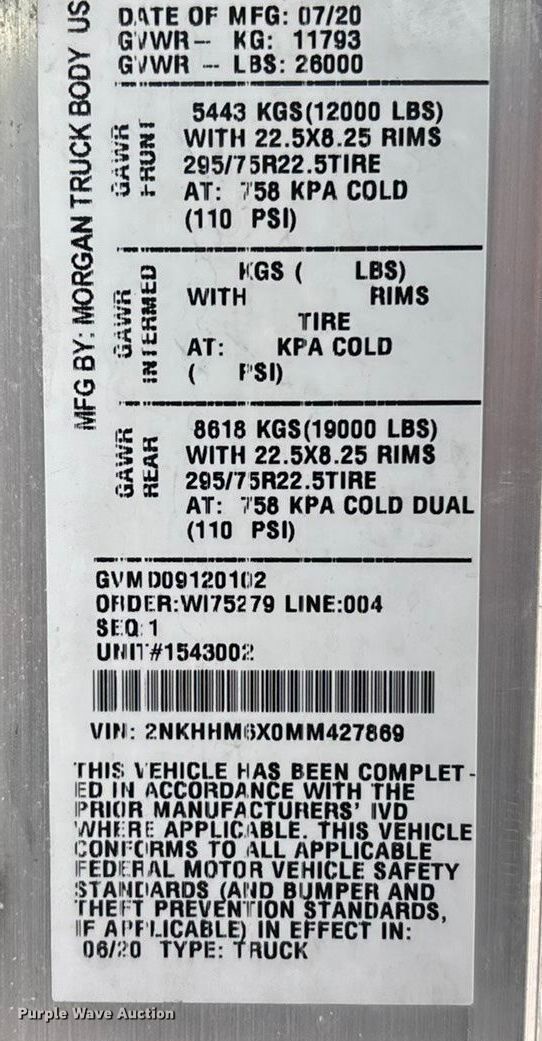 MFG BY: MORGAN TRUCK BODY US
DATE OF MFG: 07/20
GVWR— KG: 11793
GVWR — LBS: 26000
GAWR
FRONT
5443 KGS(12000 LBS)
WITH 22.5X8.25 RIMS
295/75R22.5TIRE
AT: 758 KPA COLD
(110 PSI)
GAWR
INTERMED
KGS ( LBS)
WITH RIMS
TIRE
AT: KPA COLD
( PSI)
GAWR
REAR
8618 KGS(19000 LBS)
WITH 22.5X8.25 RIMS
295/75R22.5TIRE
AT: 758 KPA COLD DUAL
(110 PSI)
GVMD09120102
ORDER:WI75279 LINE:004
SEQ:1
UNIT#1543002
VIN: 2NKHHM6X0MM427869
THIS VEHICLE HAS BEEN COMPLET-
ED IN ACCORDANCE WITH THE
PRIOR MANUFACTURERS' IVD
WHERE APPLICABLE. THIS VEHICLE
CONFORMS TO ALL APPLICABLE
FEDERAL MOTOR VEHICLE SAFETY
STANDARDS (AND BUMPER AND
THEFT PREVENTION STANDARDS,
IF APPLICABLE) IN EFFECT IN:
06/20 TYPE: TRUCK
Purple Wave Auction